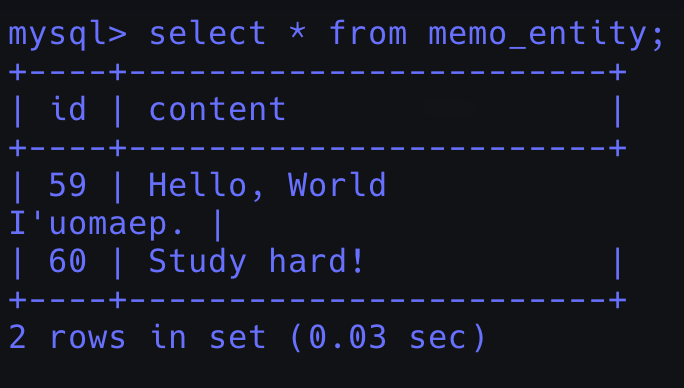 mysql> select * from memo_entity;
+----+------------------------+
| id | content                |
+----+------------------------+
| 59 | Hello, World
I'uomaep. |
| 60 | Study hard!            |
+----+------------------------+
2 rows in set (0.03 sec)